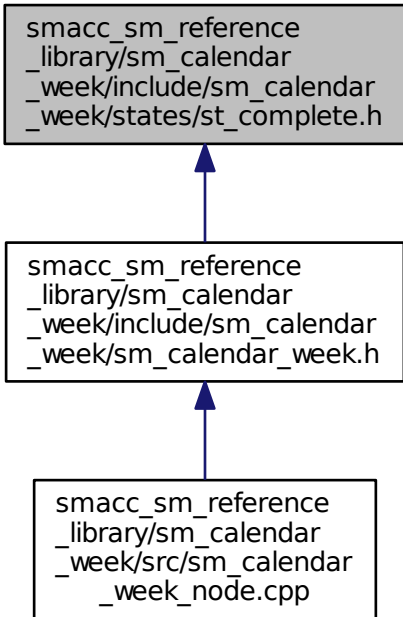 smacc_sm_reference
_library/sm_calendar
_week/include/sm_calendar
_week/states/st_complete.h
smacc_sm_reference
_library/sm_calendar
_week/include/sm_calendar
_week/sm_calendar_week.h
smacc_sm_reference
_library/sm_calendar
_week/src/sm_calendar
_week_node.cpp